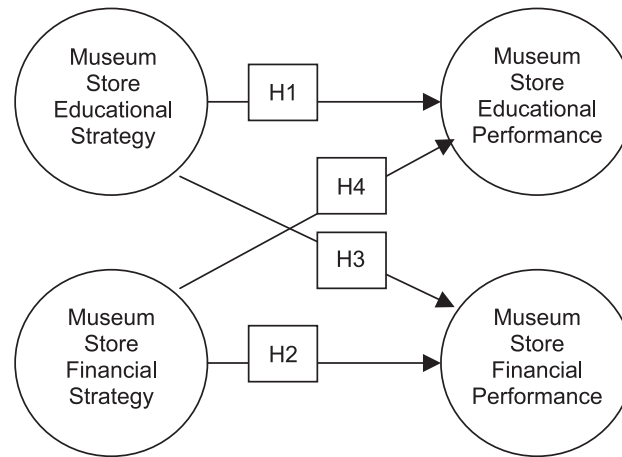 Museum
Store
Educational
Strategy
H1
Museum
Store
Educational
Performance
H4
H3
Museum
Store
Financial
Strategy
H2
Museum
Store
Financial
Performance